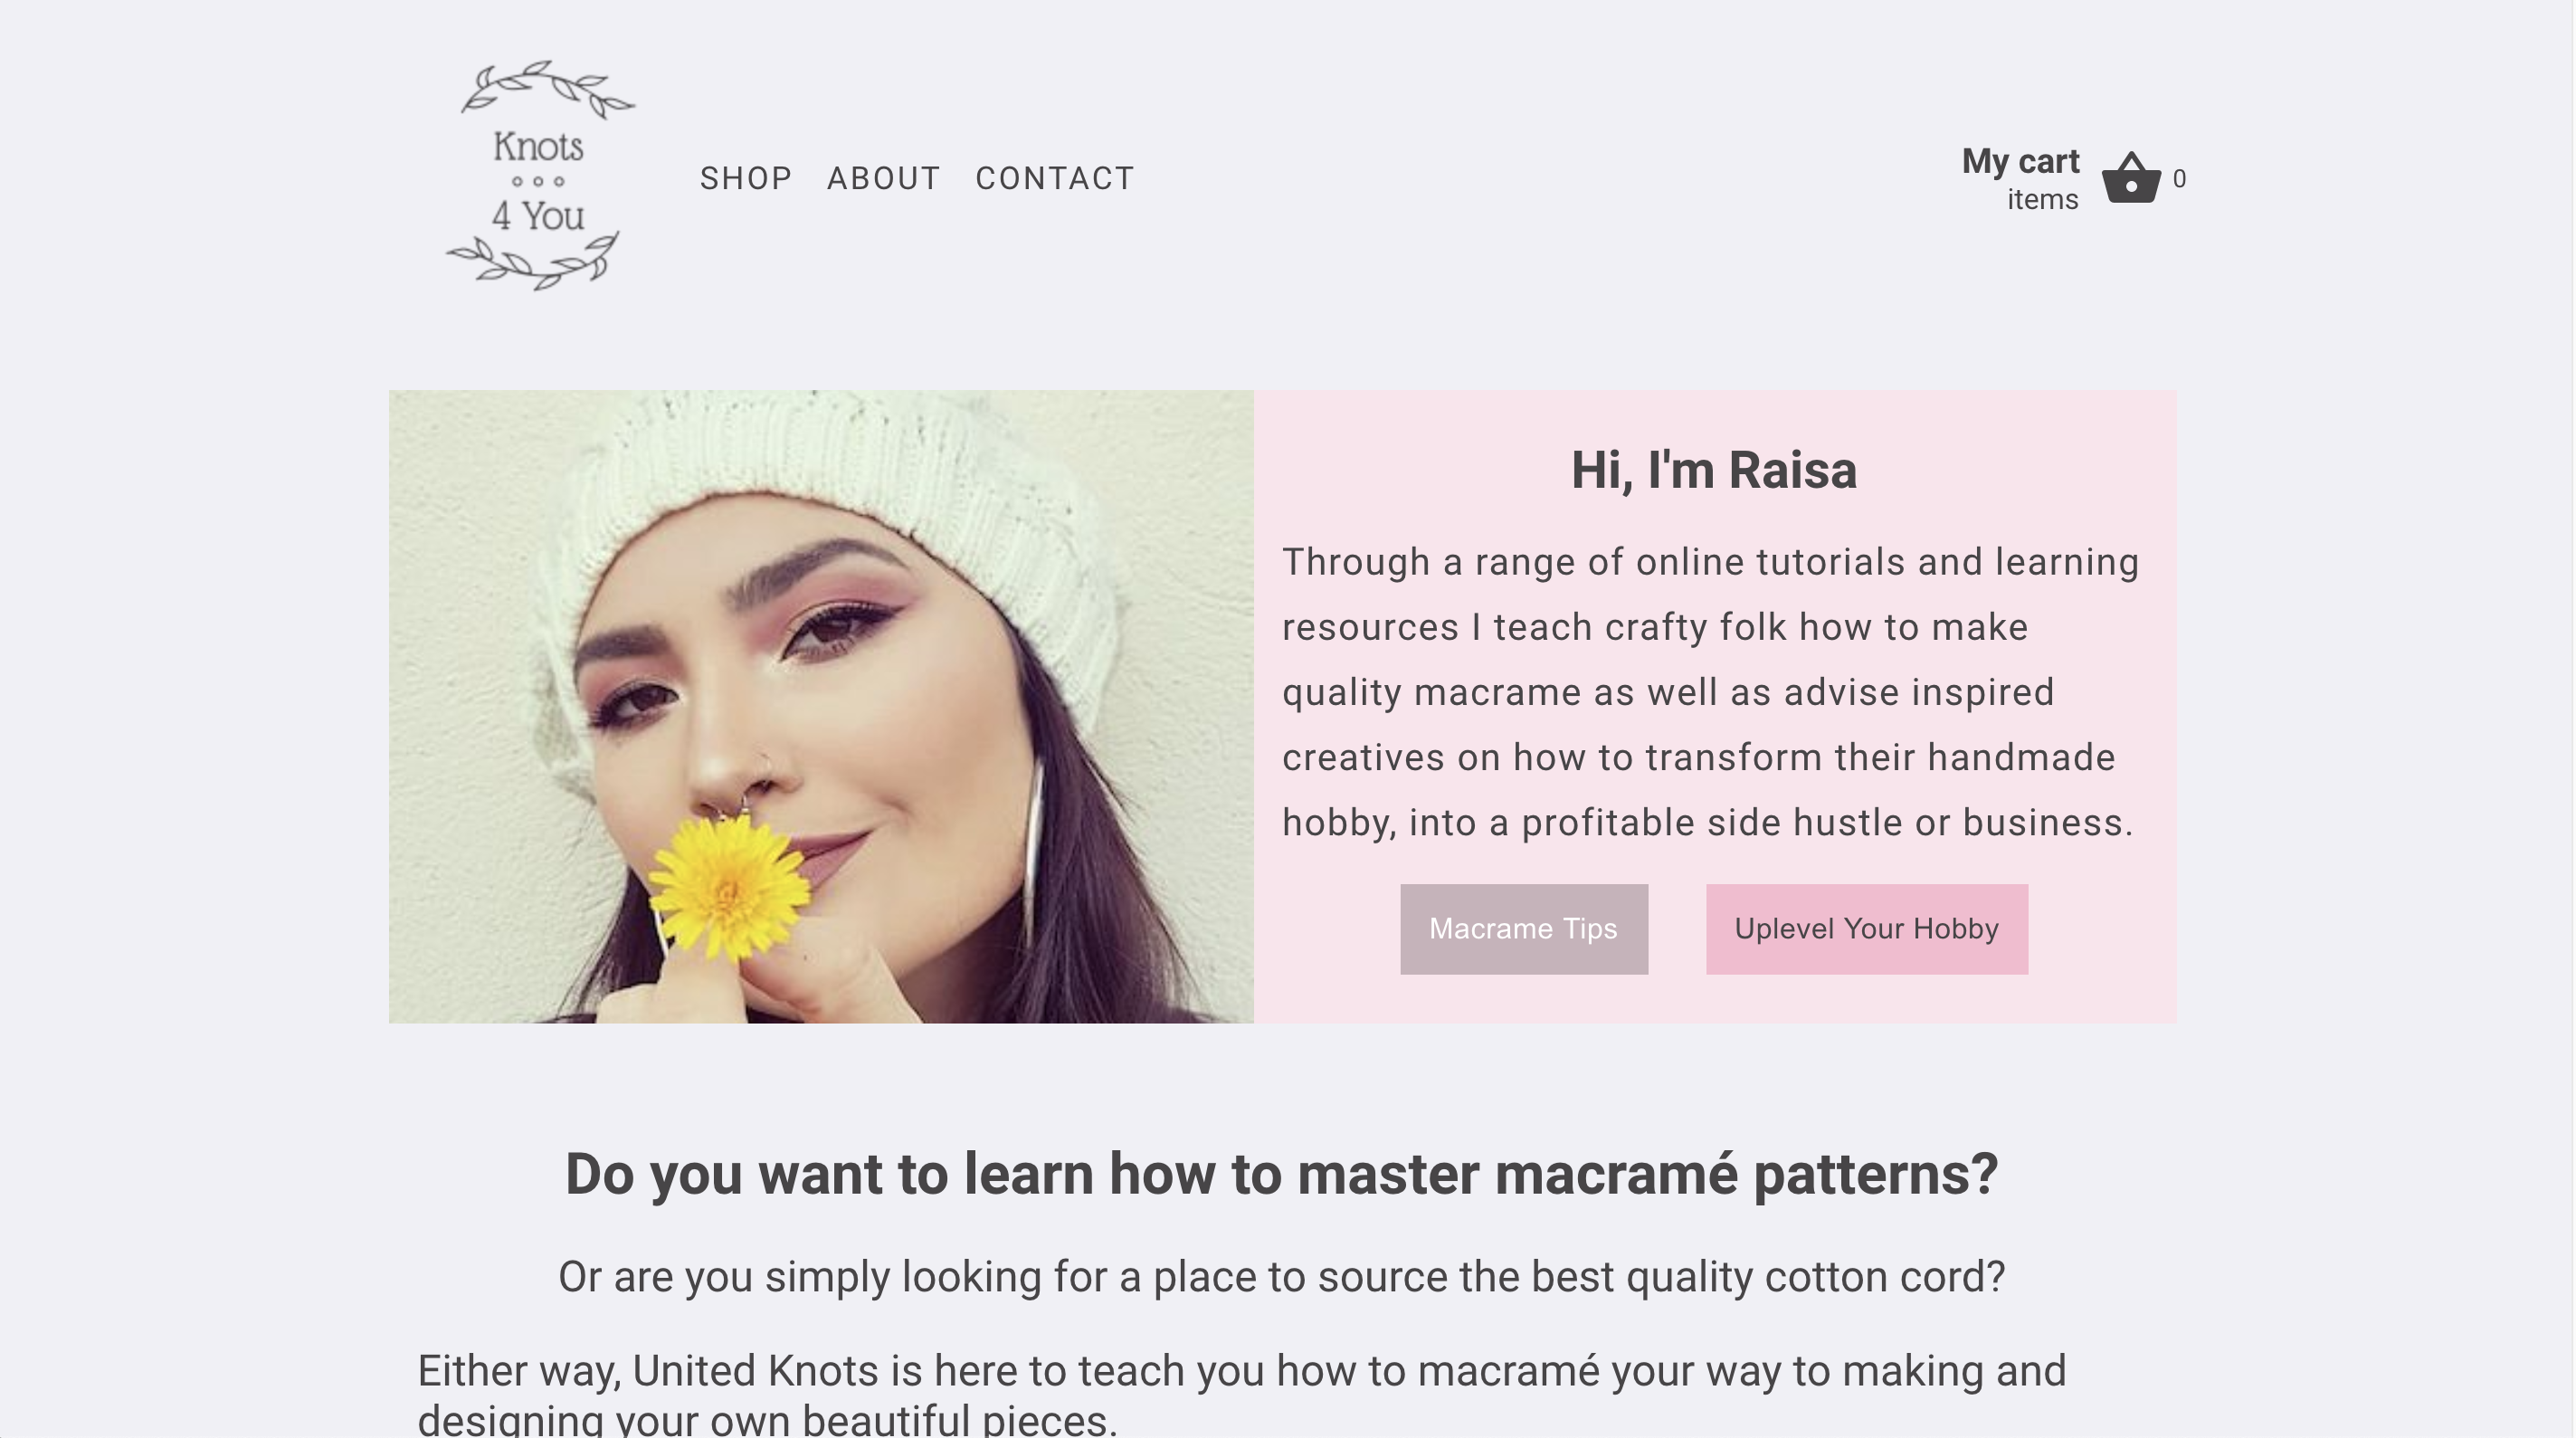 Knots
4 You
SHOP ABOUT CONTACT
My cart
items
0
Hi, I'm Raisa
Through a range of online tutorials and learning
resources I teach crafty folk how to make
quality macrame as well as advise inspired
creatives on how to transform their handmade
hobby, into a profitable side hustle or business.
Macrame Tips
Uplevel Your Hobby
Do you want to learn how to master macramé patterns?
Or are you simply looking for a place to source the best quality cotton cord?
Either way, United Knots is here to teach you how to macramé your way to making and
designing your own beautiful pieces.